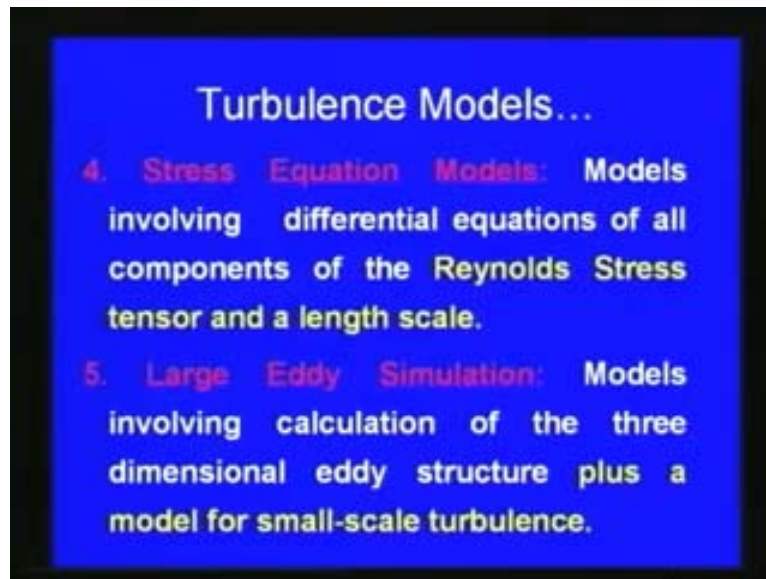 Turbulence Models...
4. Stress Equation Models: Models
involving differential equations of all
components of the Reynolds Stress
tensor and a length scale.
5. Large Eddy Simulation: Models
involving calculation of the three
dimensional eddy structure plus a
model for small-scale turbulence.